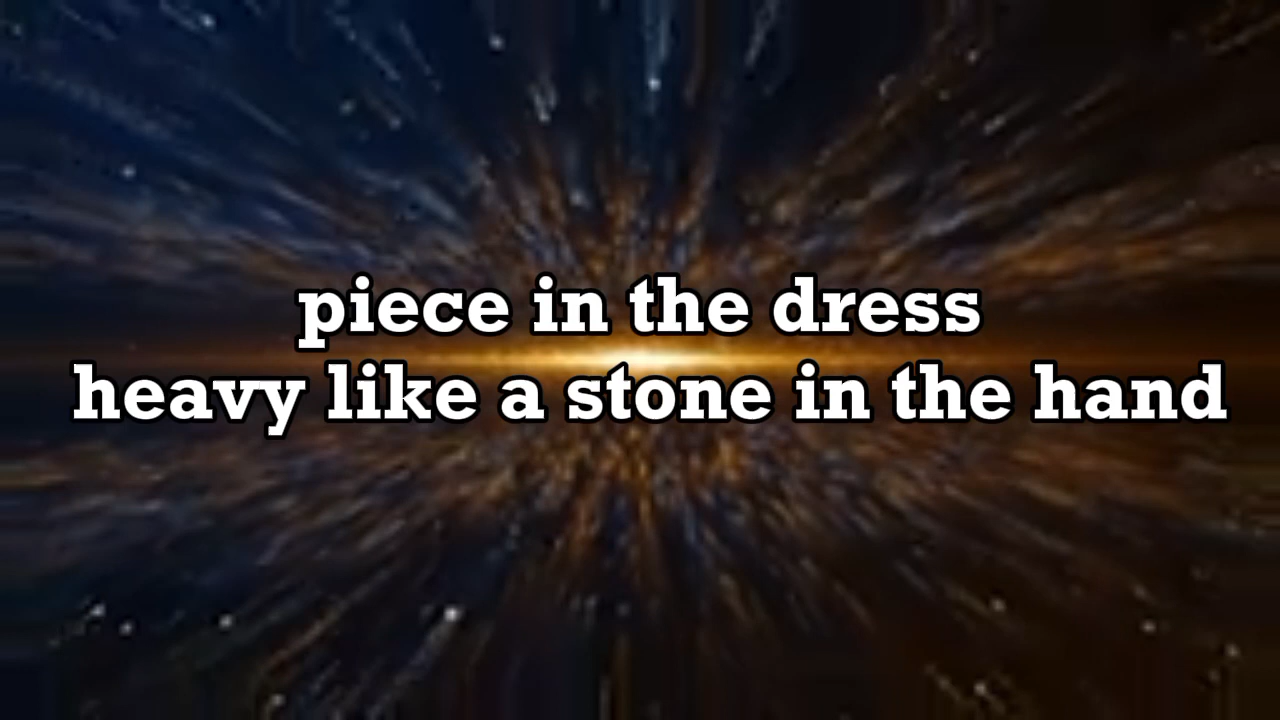 piece in the dress
heavy like a stone in the hand